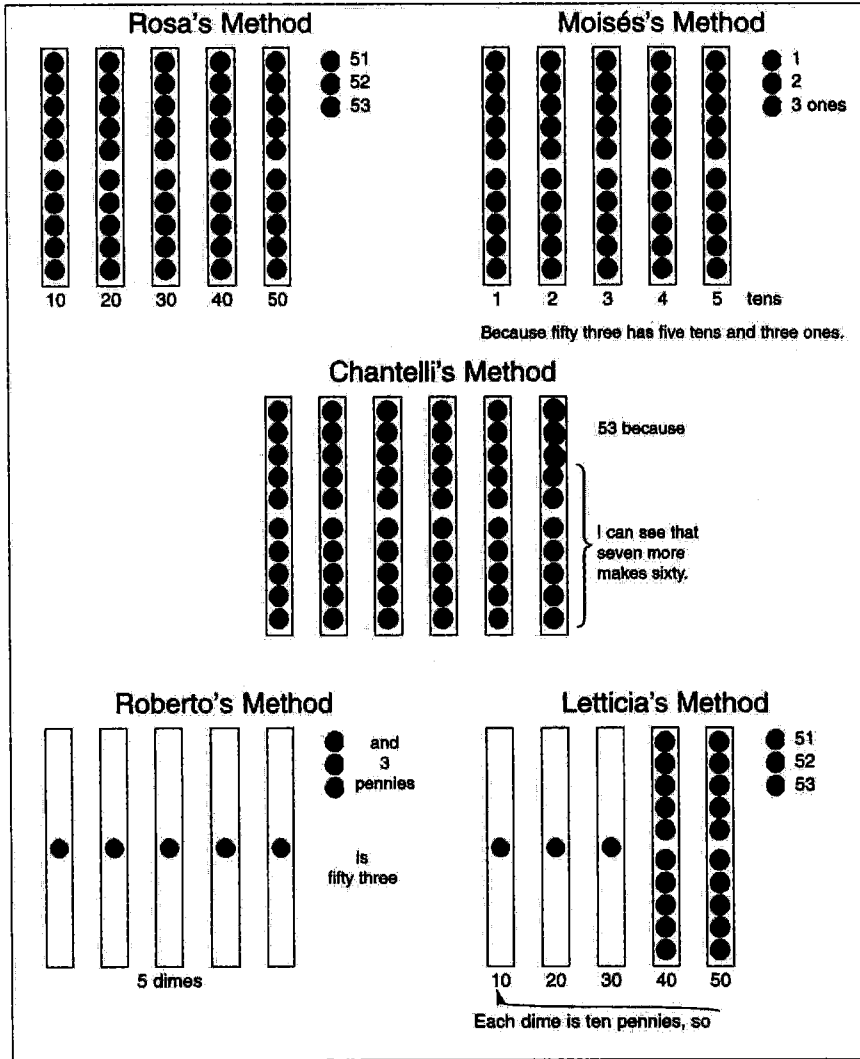 Rosa's Method
51
52
53
10 20 30 40 50
Moisés's Method
1
2
3 ones
1 2 3 4 5 tens
Because fifty three has five tens and three ones.
Chantelli's Method
53 because
I can see that
seven more
makes sixty.
Roberto's Method
and
3
pennies
is
fifty three
5 dimes
Letticia's Method
51
52
53
10 20 30 40 50
Each dime is ten pennies, so